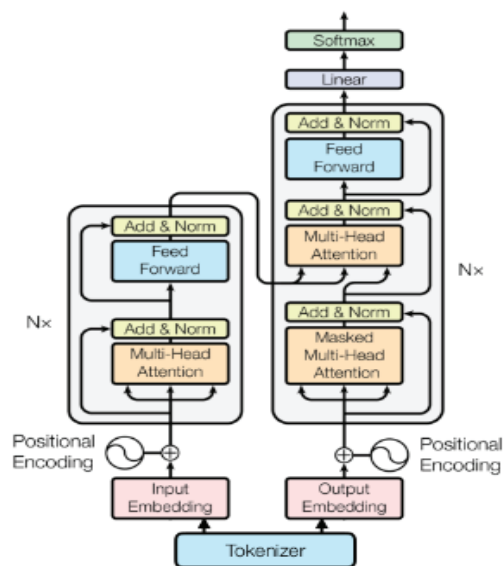 Softmax
Linear
Add & Norm
Feed
Forward
Add & Norm
Multi-Head
Attention
Add & Norm
Masked
Multi-Head
Attention
Nx
Add & Norm
Feed
Forward
Add & Norm
Multi-Head
Attention
Nx
Positional
Encoding
Positional
Encoding
Input
Embedding
Output
Embedding
Tokenizer